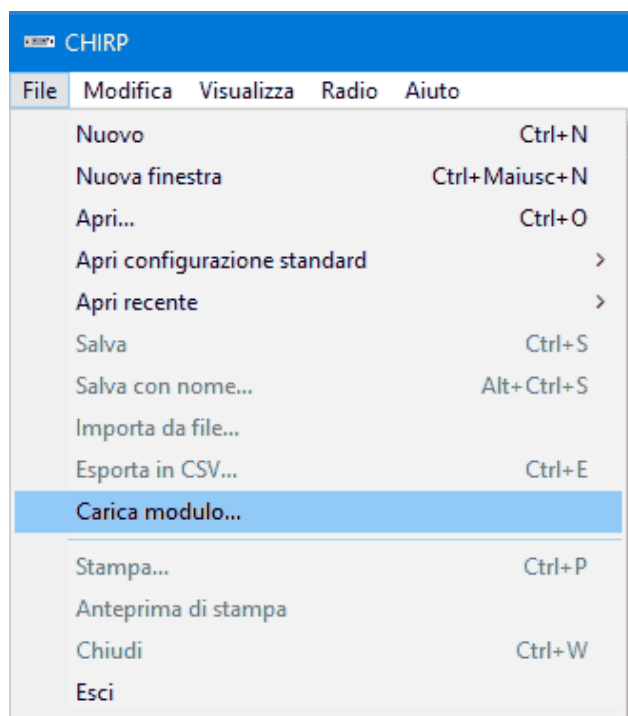 CHIRP
File Modifica Visualizza Radio Aiuto
Nuovo Ctrl+N
Nuova finestra Ctrl+Maiusc+N
Apri... Ctrl+O
Apri configurazione standard
Apri recente
Salva Ctrl+S
Salva con nome... Alt+Ctrl+S
Importa da file...
Esporta in CSV... Ctrl+E
Carica modulo...
Stampa... Ctrl+P
Anteprima di stampa
Chiudi Ctrl+W
Esci